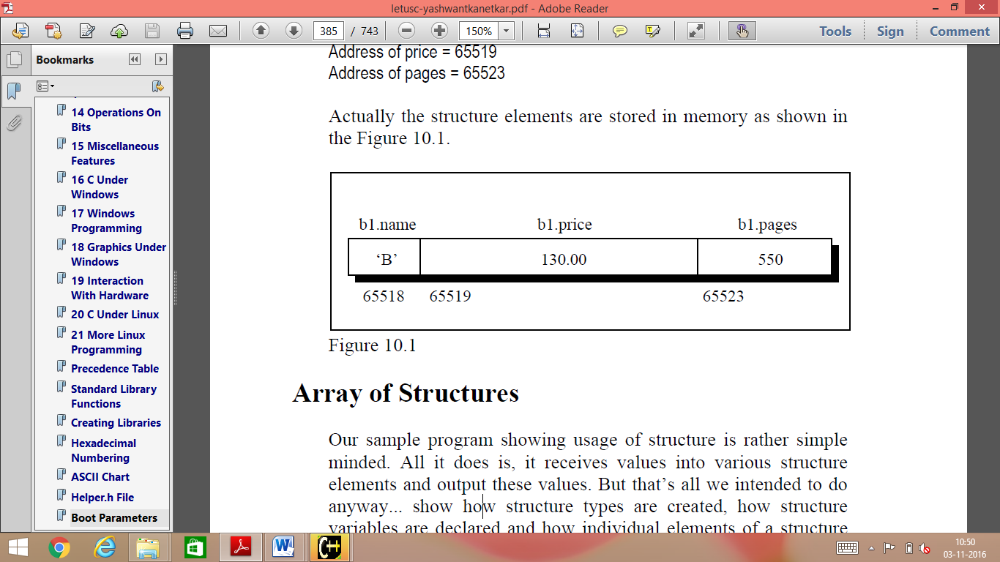 letusc-yashwantkanetkar.pdf - Adobe Reader
385 / 743 150% Tools Sign Comment
Bookmarks
14 Operations On
Bits
15 Miscellaneous
Features
16 C Under
Windows
17 Windows
Programming
18 Graphics Under
Windows
19 Interaction
With Hardware
20 C Under Linux
21 More Linux
Programming
Precedence Table
Standard Library
Functions
Creating Libraries
Hexadecimal
Numbering
ASCII Chart
Helper.h File
Boot Parameters
Address of price = 65519
Address of pages = 65523
Actually the structure elements are stored in memory as shown in
the Figure 10.1.
b1.name b1.price b1.pages
‘B’ 130.00 550
65518 65519 65523
Figure 10.1
Array of Structures
Our sample program showing usage of structure is rather simple
minded. All it does is, it receives values into various structure
elements and output these values. But that’s all we intended to do
anyway... show how structure types are created, how structure
variables are declared and how individual elements of a structure
C++
10:50
03-11-2016